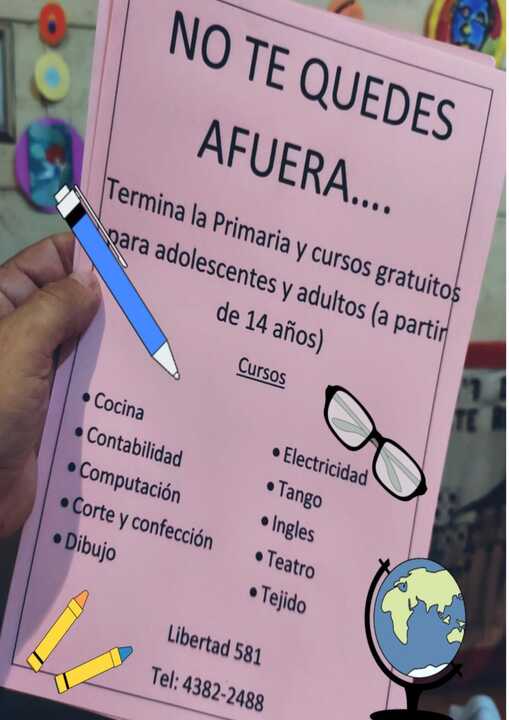 NO TE QUEDES
AFUERA....
Termina la Primaria y cursos gratuitos
para adolescentes y adultos (a partir
de 14 años)
Cursos
• Cocina
• Contabilidad
• Computación
• Corte y confección
• Dibujo
• Electricidad
• Tango
• Ingles
• Teatro
• Tejido
Libertad 581
Tel: 4382-2488
TE